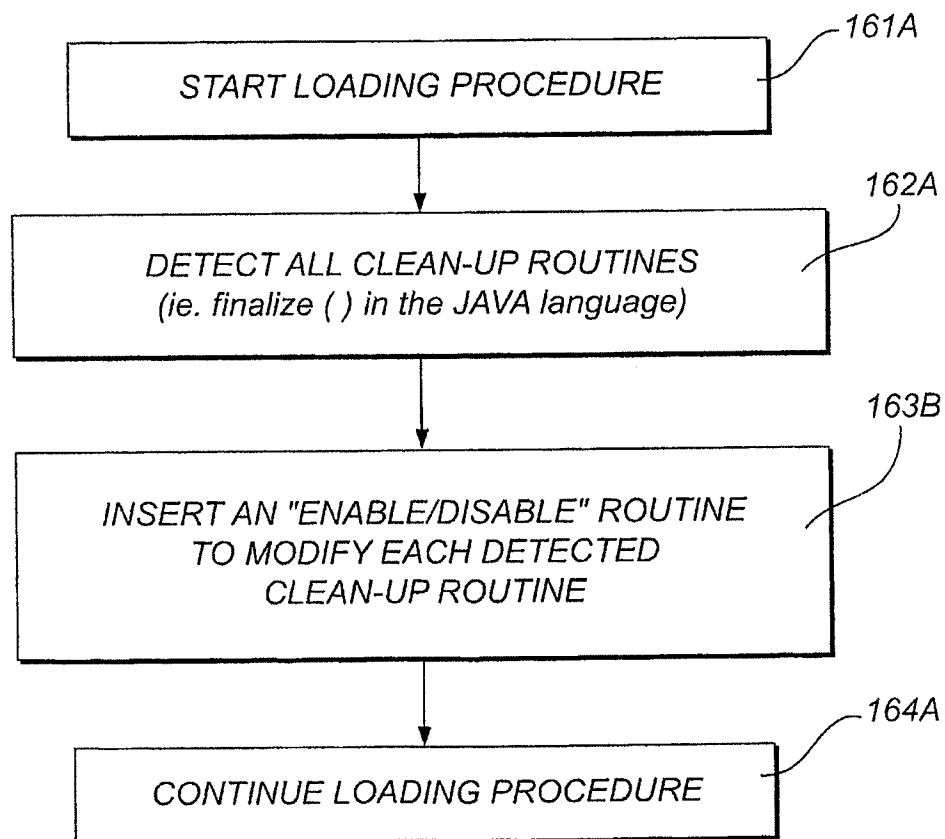 161A
START LOADING PROCEDURE
162A
DETECT ALL CLEAN-UP ROUTINES
(ie. finalize ( ) in the JAVA language)
163B
INSERT AN "ENABLE/DISABLE" ROUTINE
TO MODIFY EACH DETECTED
CLEAN-UP ROUTINE
164A
CONTINUE LOADING PROCEDURE